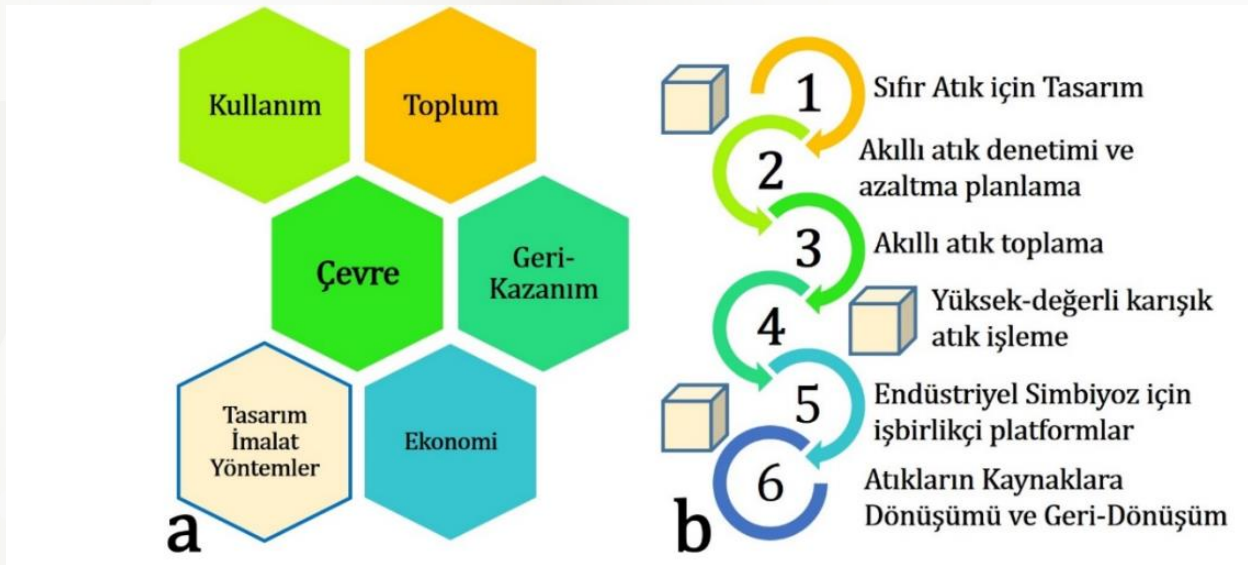 Kullanım
Toplum
Çevre
Geri-
Kazanım
Tasarım
İmalat
Yöntemler
Ekonomi
a
1
Sıfır Atık için Tasarım
2
Akıllı atık denetimi ve
azaltma planlama
3
Akıllı atık toplama
4
Yüksek-değerli karışık
atık işleme
5
Endüstriyel Simbiyoz için
işbirlikçi platformlar
6
Atıkların Kaynaklara
Dönüşümü ve Geri-Dönüşüm
b